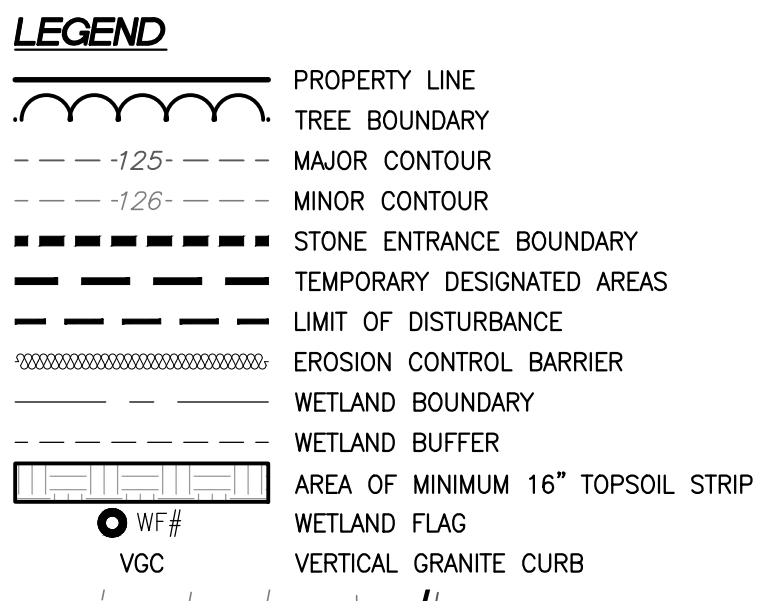 LEGEND
PROPERTY LINE
TREE BOUNDARY
-125- MAJOR CONTOUR
-126- MINOR CONTOUR
STONE ENTRANCE BOUNDARY
TEMPORARY DESIGNATED AREAS
LIMIT OF DISTURBANCE
EROSION CONTROL BARRIER
WETLAND BOUNDARY
WETLAND BUFFER
AREA OF MINIMUM 16” TOPSOIL STRIP
WF# WETLAND FLAG
VGC VERTICAL GRANITE CURB